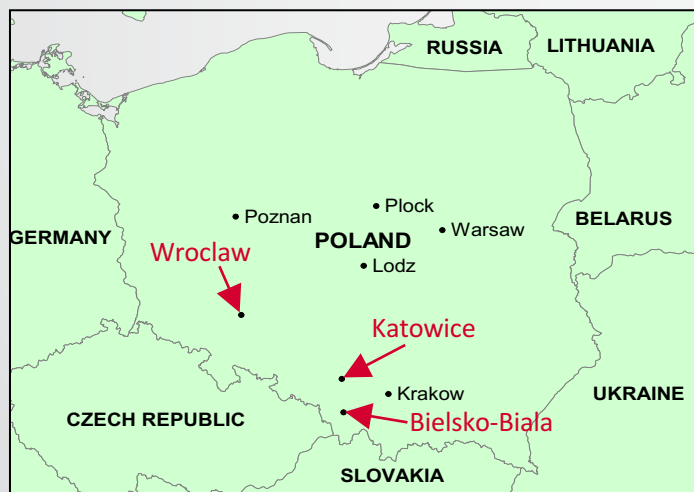 RUSSIA
LITHUANIA
Plock
Poznan
BELARUS
Warsaw
GERMANY
POLAND
Wroclaw
Lodz
Katowice
Krakow
UKRAINE
CZECH REPUBLIC
Bielsko-Biala
SLOVAKIA